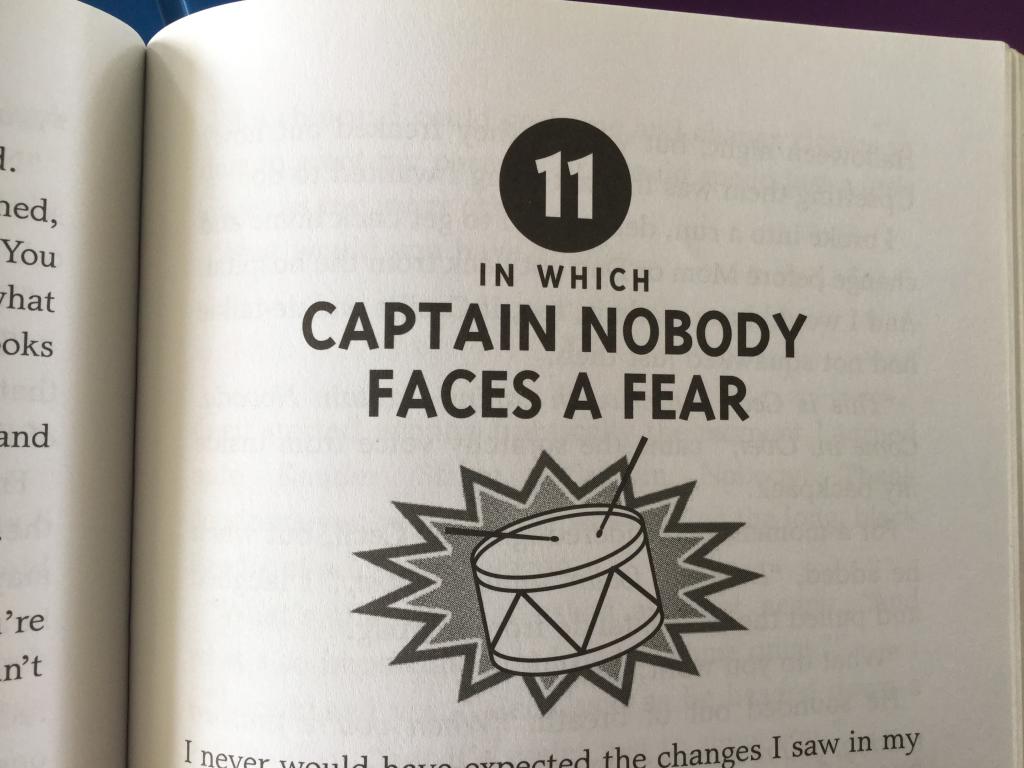 d.
ned,
You
what
ooks
and
're
n't
11
IN WHICH
CAPTAIN NOBODY
FACES A FEAR
I never would have expected the changes I saw in my